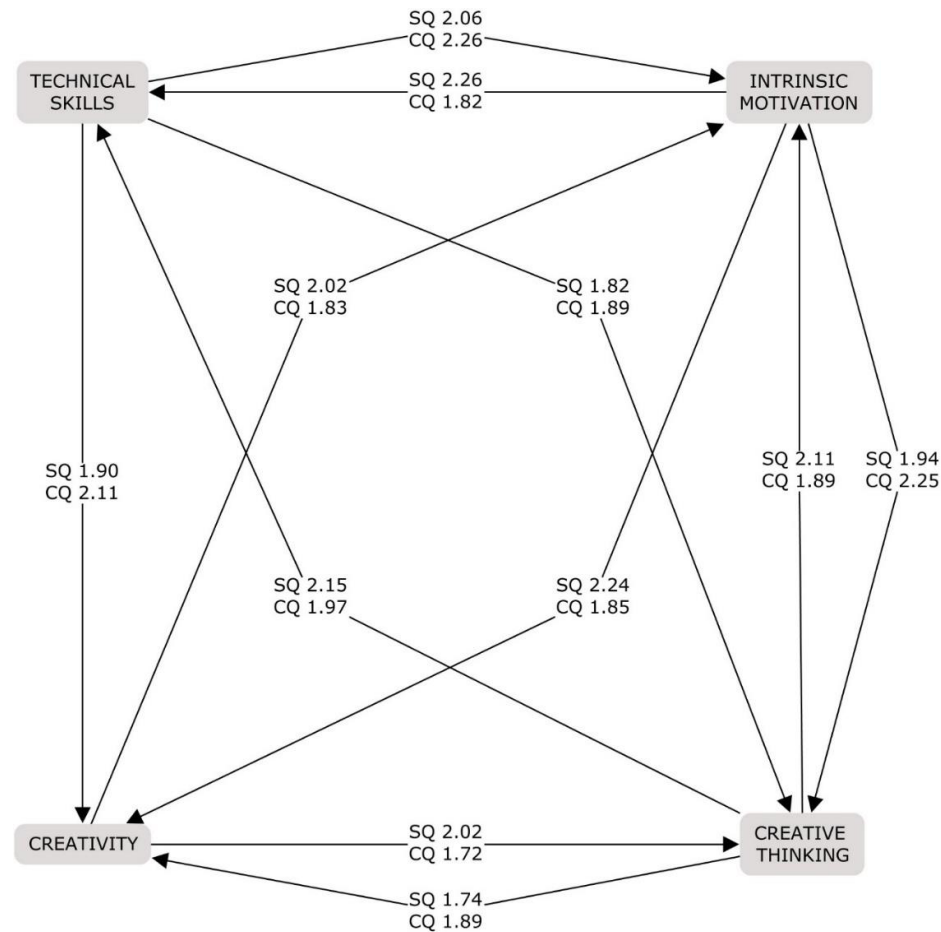 SQ 2.06
CQ 2.26
TECHNICAL
SKILLS
SQ 2.26
CQ 1.82
INTRINSIC
MOTIVATION
SQ 2.02
CQ 1.83
SQ 1.82
CQ 1.89
SQ 1.90
CQ 2.11
SQ 2.11
CQ 1.89
SQ 1.94
CQ 2.25
SQ 2.15
CQ 1.97
SQ 2.24
CQ 1.85
CREATIVITY
SQ 2.02
CQ 1.72
CREATIVE
THINKING
SQ 1.74
CQ 1.89